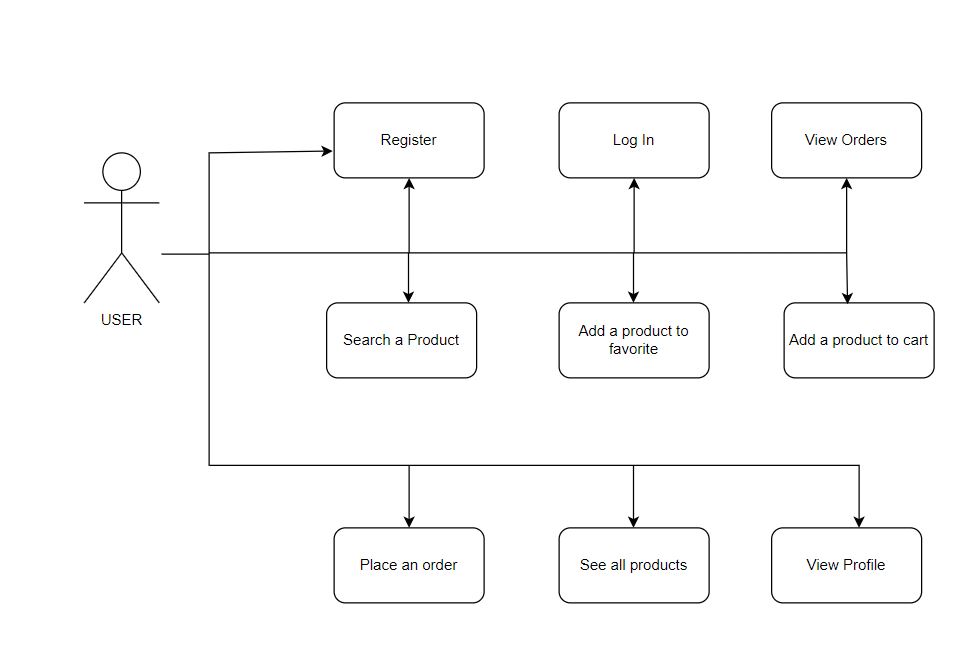 Register
Log In
View Orders
USER
Search a Product
Add a product to
favorite
Add a product to cart
Place an order
See all products
View Profile